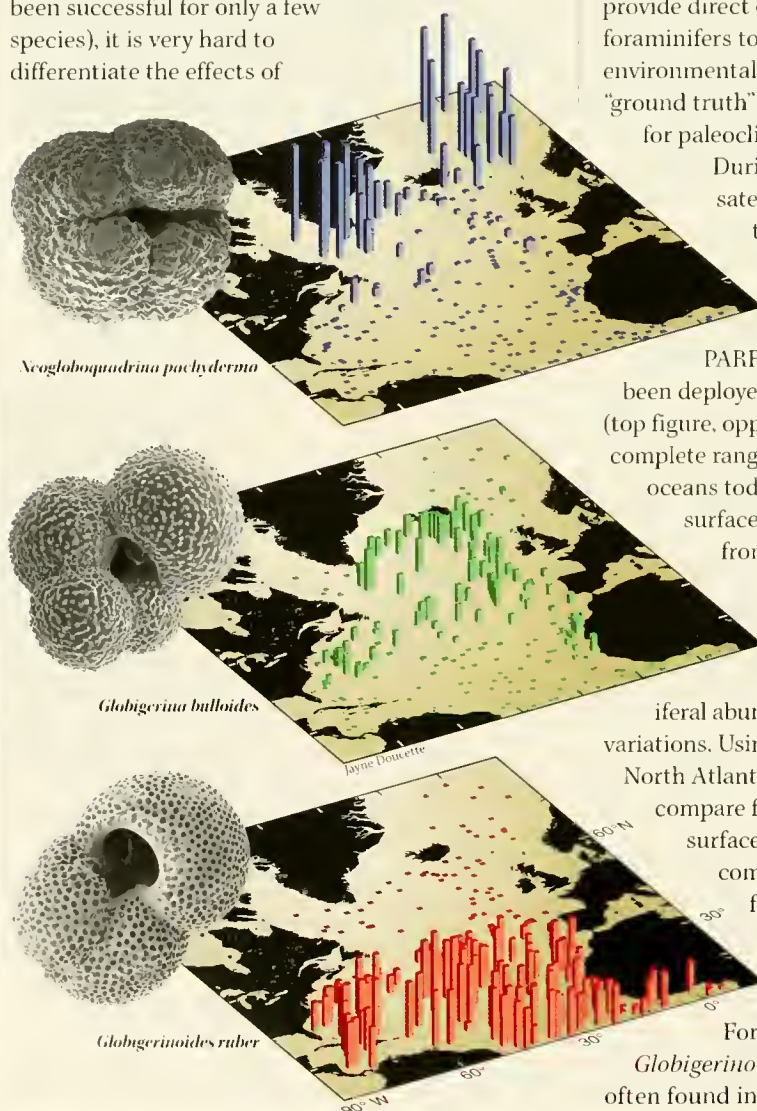 been successful for only a few
species), it is very hard to
differentiate the effects of
Neogloboquadrina pachyderma
Globigerina bulloides
Jayne Doucette
Globigerinoides ruber
90° W
60°
30°
0°
30°
60°N
provide direct
foraminifers to
environmental
"ground truth"
for paleocli
Duri
sate
t
PARF
been deploye
(top figure, opp
complete rang
oceans tod
surface
iferal abun
variations. Usin
North Atlant
compare f
surface
com
f
For
Globigerino
often found in